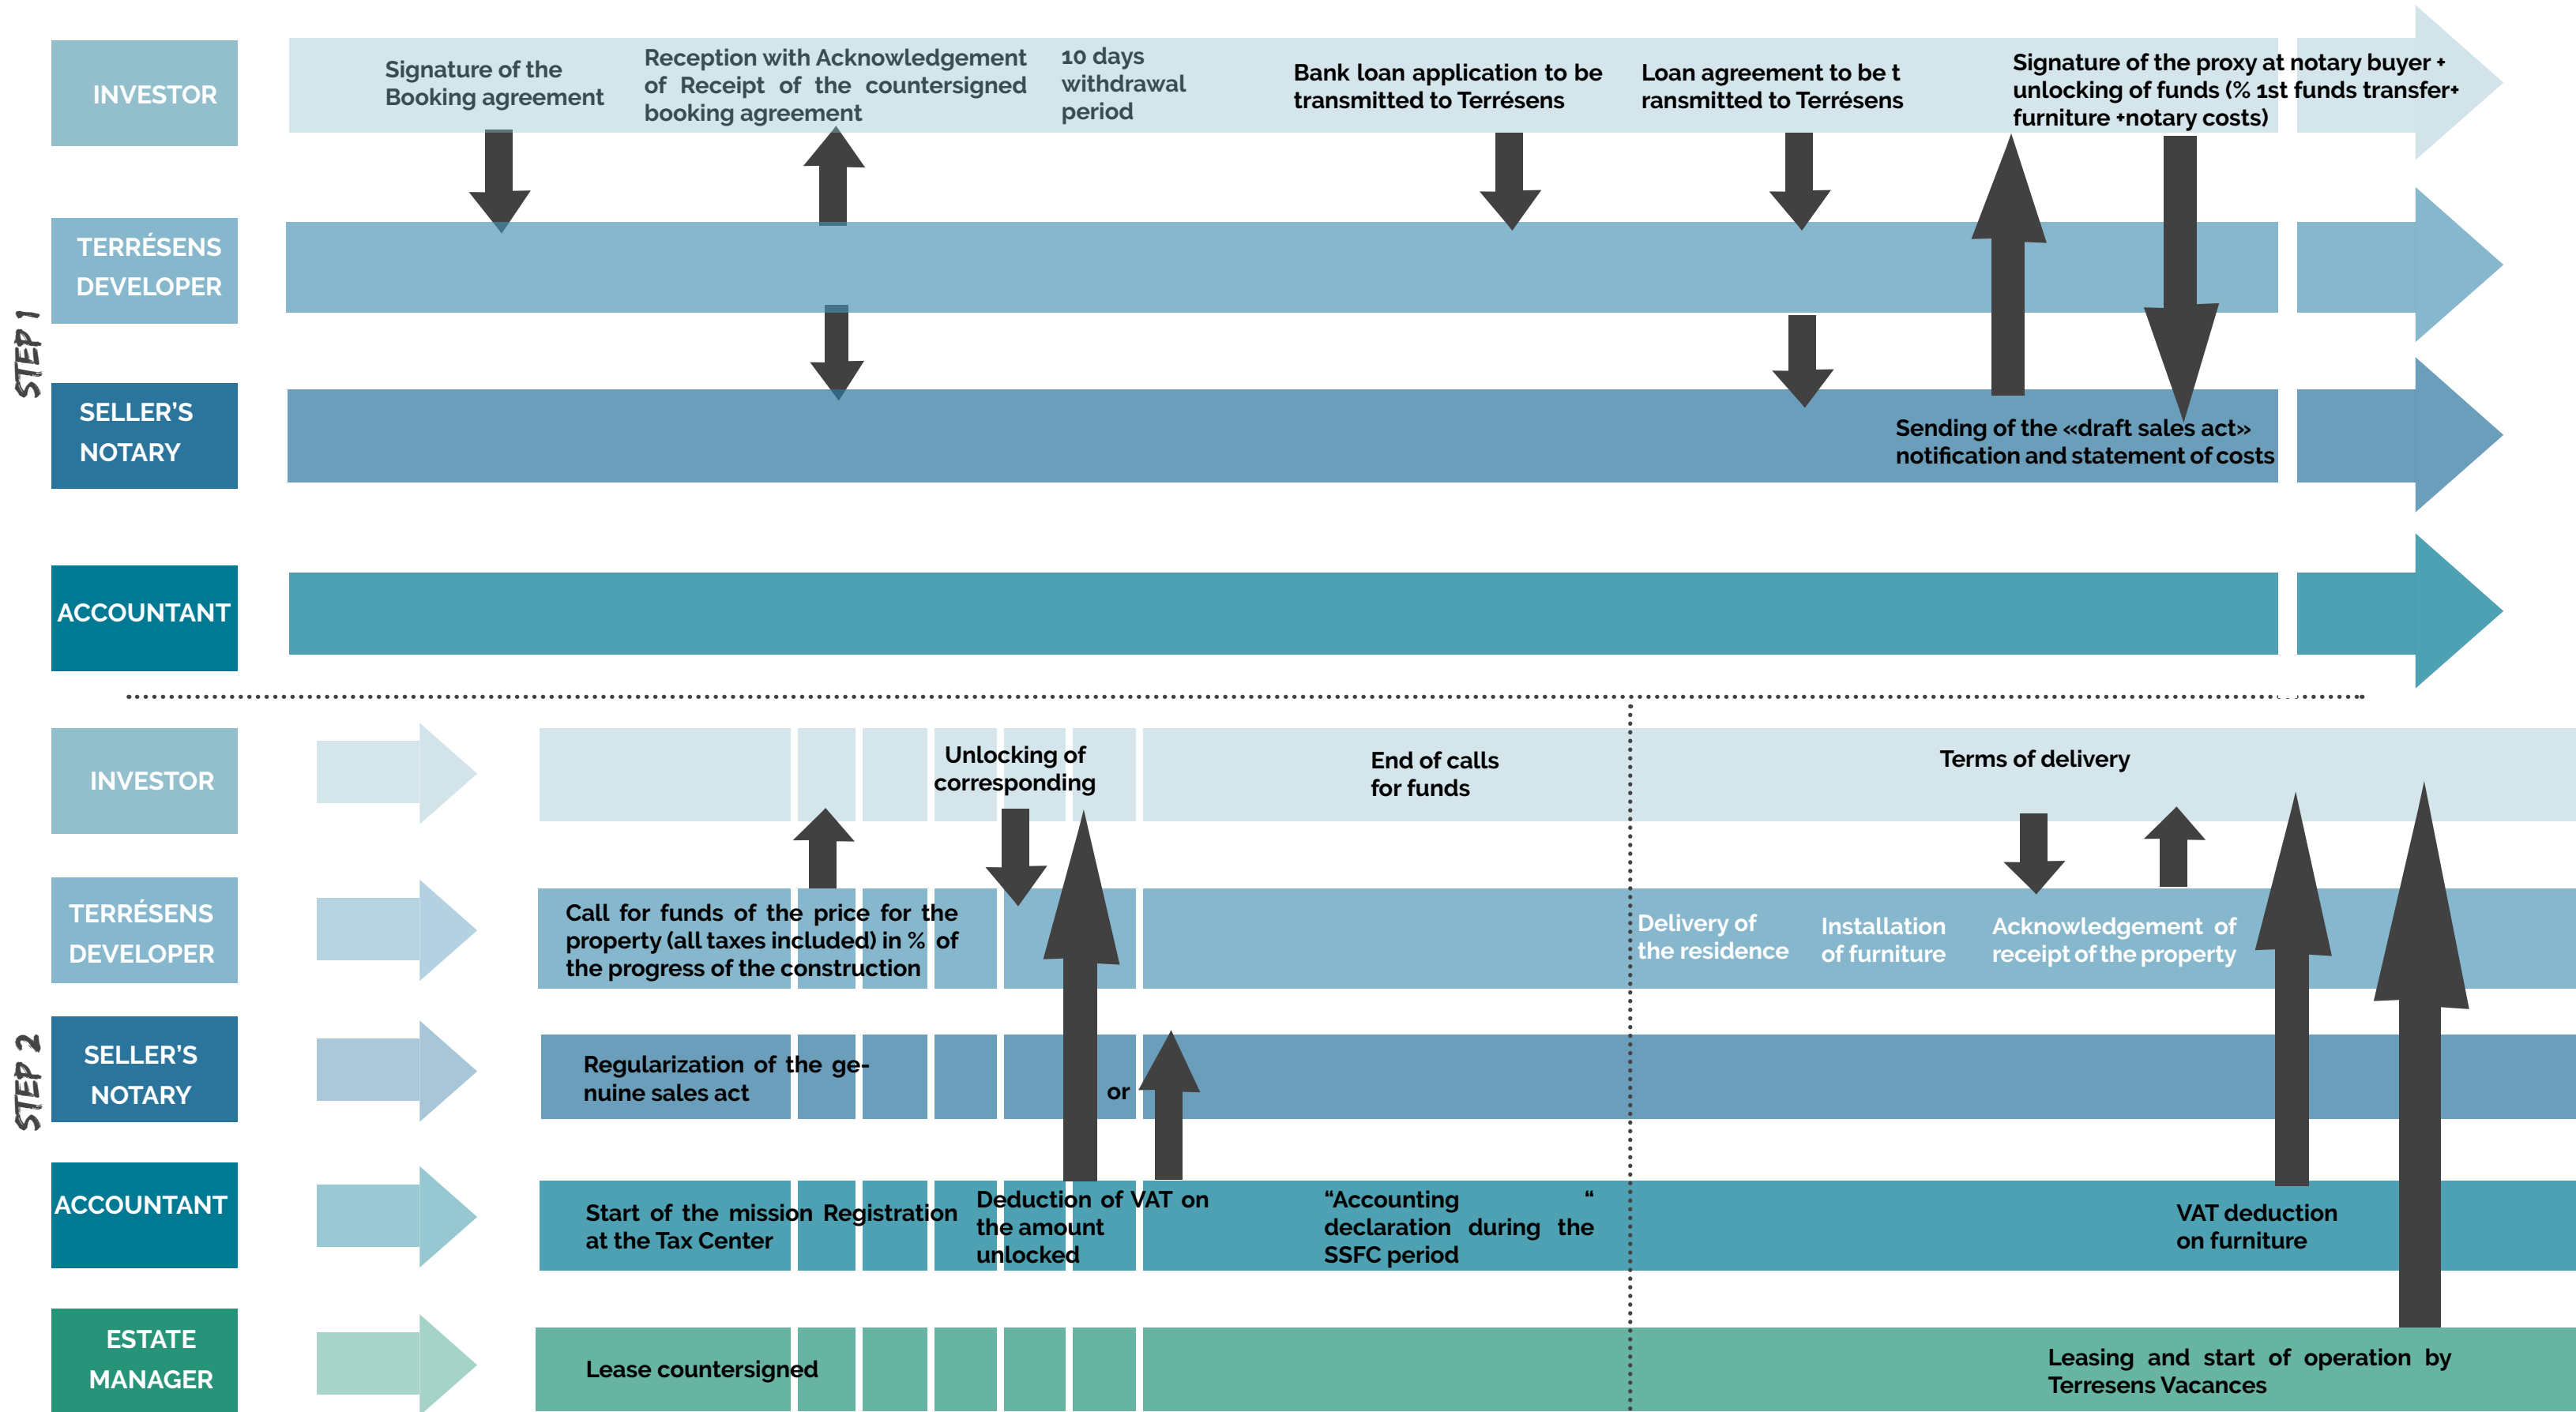 STEP 1
INVESTOR
Signature of the
Booking agreement
Reception with Acknowledgement
of Receipt of the countersigned
booking agreement
10 days
withdrawal
period
Bank loan application to be
transmitted to Terrésens
Loan agreement to be t
ransmitted to Terrésens
Signature of the proxy at notary buyer +
unlocking of funds (% 1st funds transfer+
furniture +notary costs)
TERRÉSENS
DEVELOPER
SELLER'S
NOTARY
Sending of the «draft sales act»
notification and statement of costs
ACCOUNTANT
STEP 2
INVESTOR
Unlocking of
corresponding
End of calls
for funds
Terms of delivery
TERRÉSENS
DEVELOPER
Call for funds of the price for the
property (all taxes included) in % of
the progress of the construction
Delivery of
the residence
Installation
of furniture
Acknowledgement of
receipt of the property
SELLER'S
NOTARY
Regularization of the ge-
nuine sales act
or
ACCOUNTANT
Start of the mission Registration
at the Tax Center
Deduction of VAT on
the amount
unlocked
“Accounting “
declaration during the
SSFC period
VAT deduction
on furniture
ESTATE
MANAGER
Lease countersigned
Leasing and start of operation by
Terresens Vacances